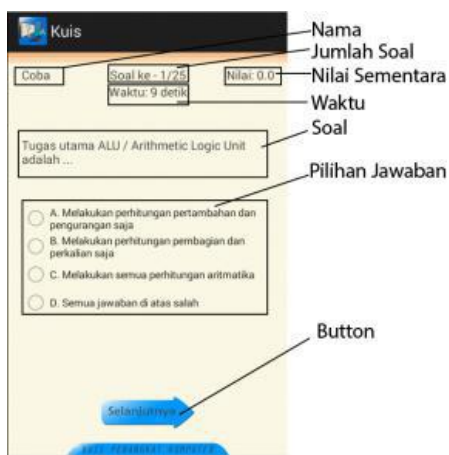 Kuis
Nama
Jumlah Soal
Coba
Soal ke - 1/25
Nilai: 0.0
Nilai Sementara
Waktu: 9 detik
Waktu
Soal
Tugas utama ALU / Arithmetic Logic Unit
adalah ...
Pilihan Jawaban
A. Melakukan perhitungan pertambahan dan
pengurangan saja
B. Melakukan perhitungan pembagian dan
perkalian saja
C. Melakukan semua perhitungan aritmatika
D. Semua jawaban di atas salah
Button
Selanjutnya